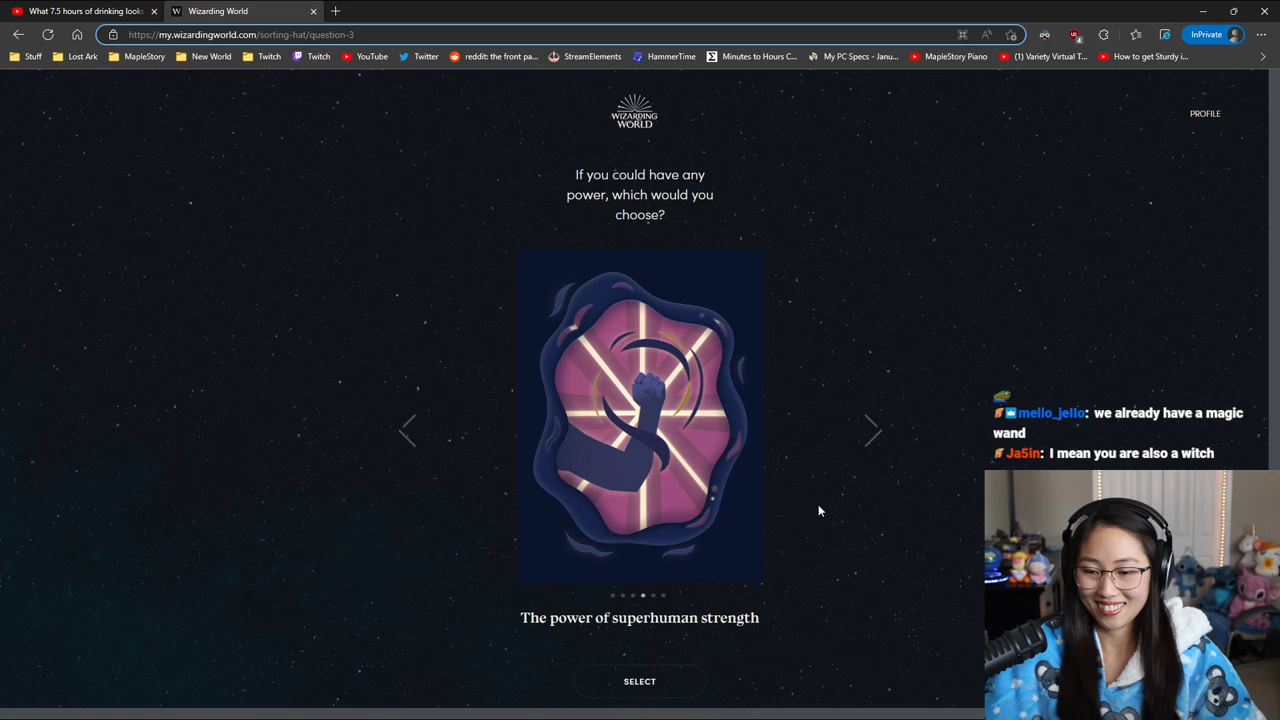 What 7.5 hours of drinking looks
Wizarding World
https://my.wizardingworld.com/sorting-hat/question-3
InPrivate
Stuff
Lost Ark
MapleStory
New World
Twitch
Twitch
YouTube
Twitter
reddit: the front pa...
StreamElements
HammerTime
Minutes to Hours C...
My PC Specs - Janu...
MapleStory Piano
(1) Variety Virtual T...
How to get Sturdy i...
WIZARDING
WORLD
PROFILE
If you could have any
power, which would you
choose?
mello_jello: we already have a magic
wand
Ja5in: I mean you are also a witch
The power of superhuman strength
SELECT